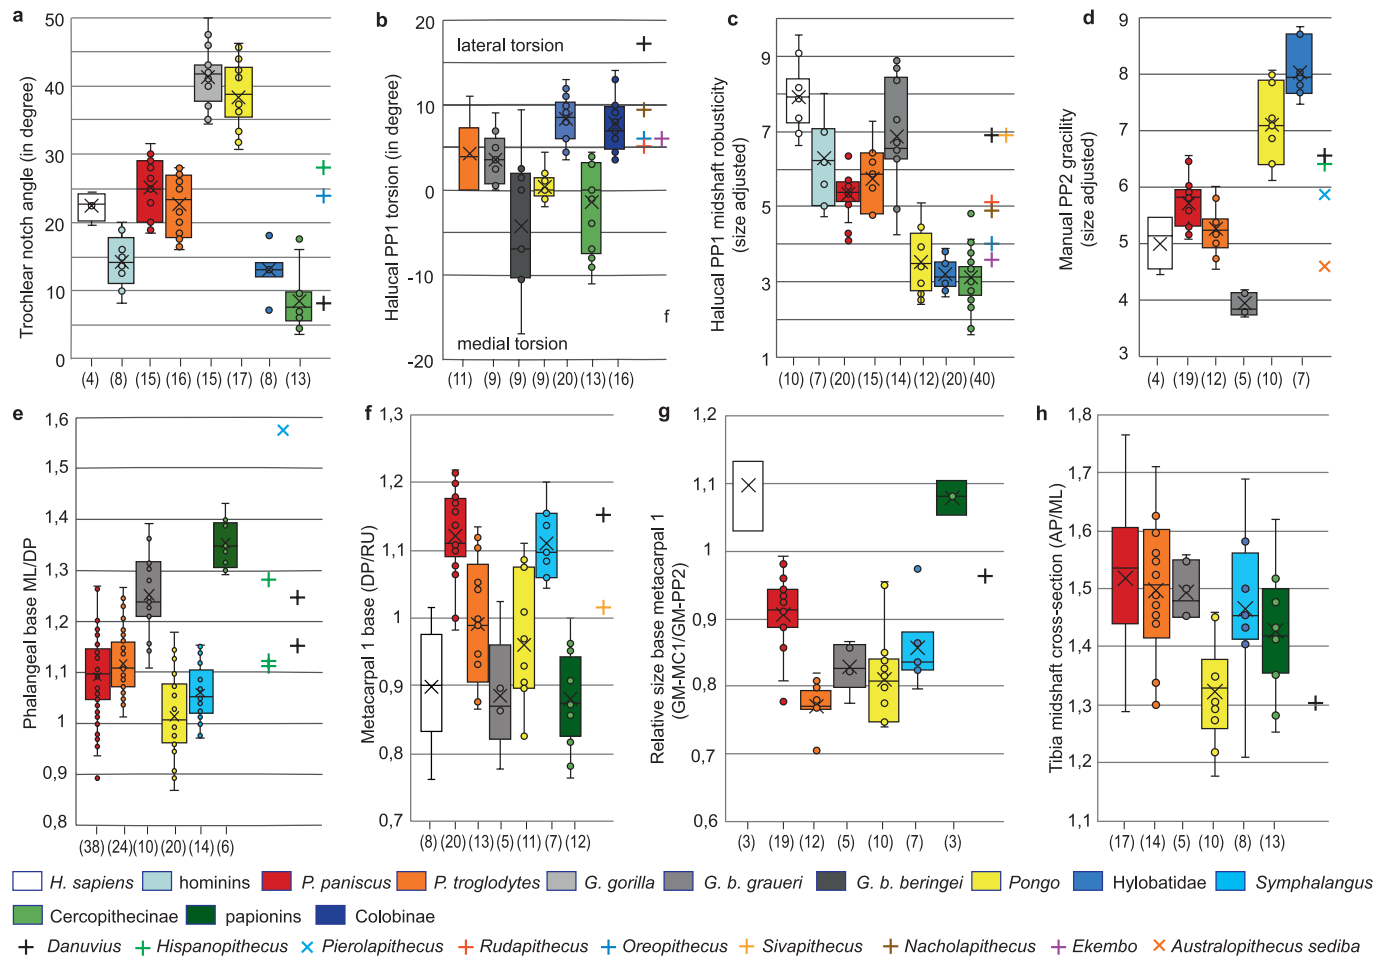 a
Trochlear notch angle (in degree)
50
40
30
20
10
0
(4) (8) (15) (16) (15) (17) (8) (13)
b
Halucal PP1 torsion (in degree)
20
10
0
-10
-20
lateral torsion
medial torsion
f
(11) (9) (9) (9) (20) (13) (16)
c
Halucal PP1 midshaft robusticity
(size adjusted)
9
7
5
3
1
(10) (7) (20) (15) (14) (12) (20) (40)
d
Manual PP2 gracility
(size adjusted)
9
8
7
6
5
4
3
(4) (19) (12) (5) (10) (7)
e
Phalangeal base ML/DP
1,6
1,5
1,4
1,3
1,2
1,1
1
0,9
0,8
(38) (24) (10) (20) (14) (6)
f
Metacarpal 1 base (DP/RU)
1,3
1,2
1,1
1
0,9
0,8
0,7
(8) (20) (13) (5) (11) (7) (12)
g
Relative size base metacarpal 1
(GM-MC1/GM-PP2)
1,2
1,1
1
0,9
0,8
0,7
0,6
(3) (19) (12) (5) (10) (7) (3)
h
Tibia midshaft cross-section (AP/ML)
1,8
1,7
1,6
1,5
1,4
1,3
1,2
1,1
(17) (14) (5) (10) (8) (13)
H. sapiens hominins P. paniscus P. troglodytes G. gorilla G. b. graueri G. b. beringei Pongo Hylobatidae Symphalangus
Cercopithecinae papionins Colobinae
Danuvius Hispanopithecus Pierolapithecus Rudapithecus Oreopithecus Sivapithecus Nacholapithecus Ekembo Australopithecus sediba